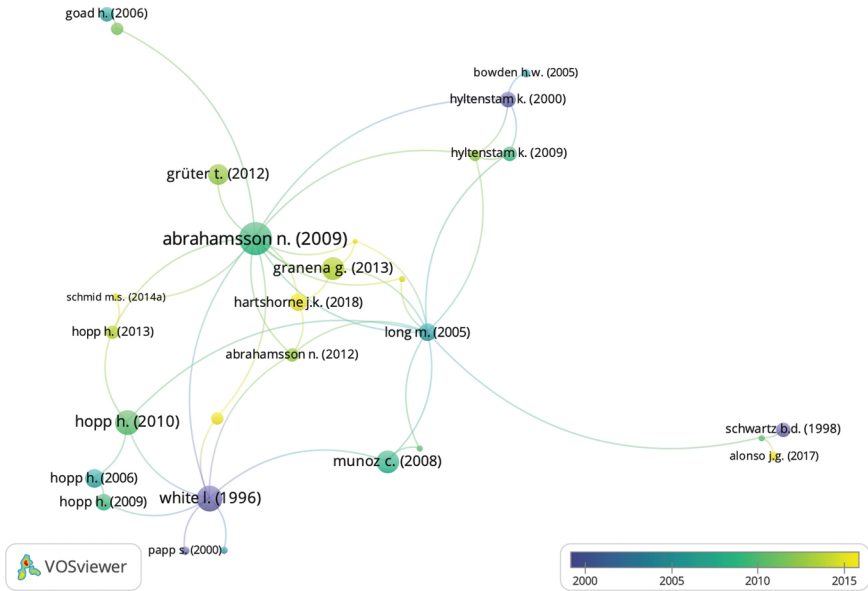 goad h. (2006)
bowden h.w. (2005)
hyltenstam k. (2000)
hyltenstam k. (2009)
grüter t. (2012)
abrahamsson n. (2009)
granena g. (2013)
schmid m.s. (2014a)
hartshorne j.k. (2018)
hopp h. (2013)
long m. (2005)
abrahamsson n. (2012)
hopp h. (2010)
schwartz b.d. (1998)
alonso j.g. (2017)
munoz c. (2008)
hopp h. (2006)
white l. (1996)
hopp h. (2009)
papp s. (2000)
VOSviewer
2000 2005 2010 2015